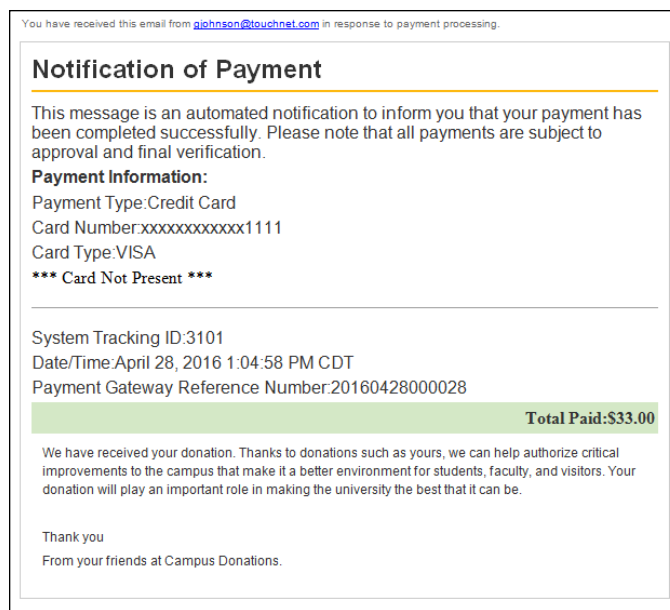 You have received this email from gjohnson@touchnet.com in response to payment processing.
Notification of Payment
This message is an automated notification to inform you that your payment has
been completed successfully. Please note that all payments are subject to
approval and final verification.
Payment Information:
Payment Type:Credit Card
Card Number:xxxxxxxxxxxx1111
Card Type:VISA
*** Card Not Present ***
System Tracking ID:3101
Date/Time:April 28, 2016 1:04:58 PM CDT
Payment Gateway Reference Number:20160428000028
Total Paid:$33.00
We have received your donation. Thanks to donations such as yours, we can help authorize critical
improvements to the campus that make it a better environment for students, faculty, and visitors. Your
donation will play an important role in making the university the best that it can be.
Thank you
From your friends at Campus Donations.